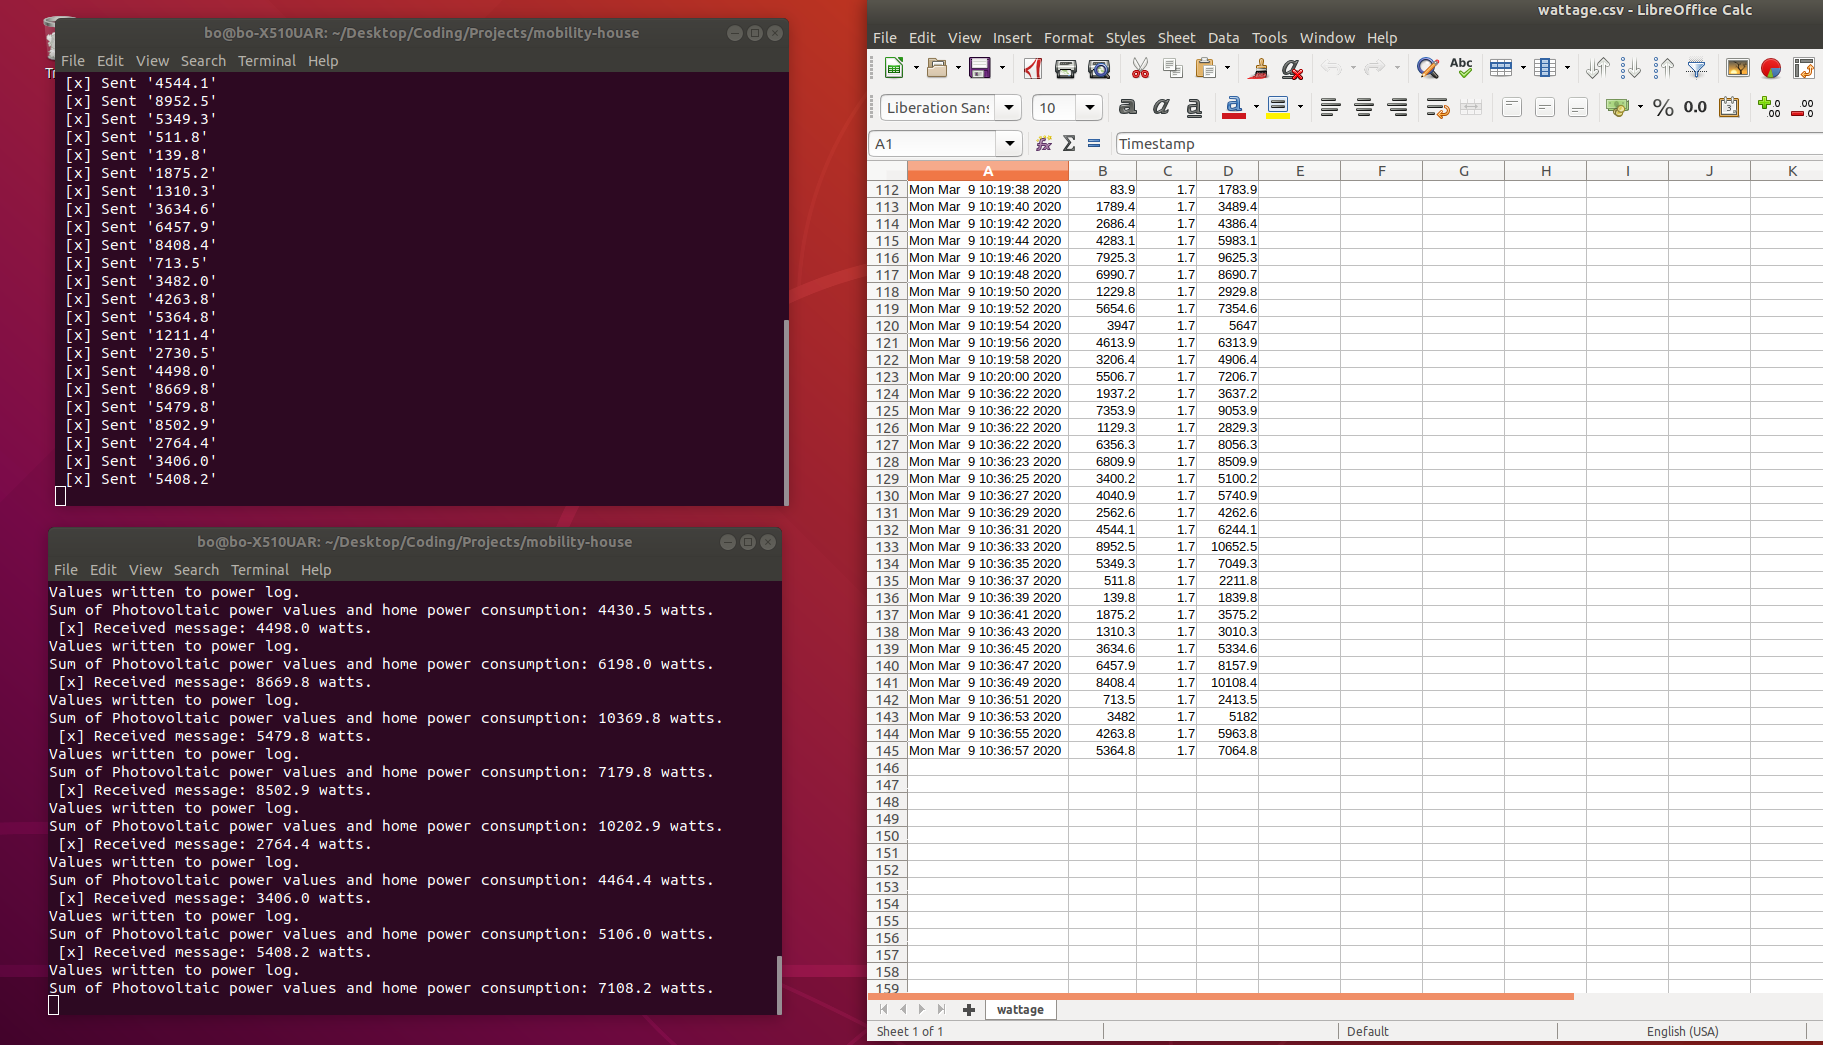 bo@bo-X510UAR: ~/Desktop/Coding/Projects/mobility-house
File Edit View Search Terminal Help
[x] Sent '4544.1'
[x] Sent '8952.5'
[x] Sent '5349.3'
[x] Sent '511.8'
[x] Sent '139.8'
[x] Sent '1875.2'
[x] Sent '1310.3'
[x] Sent '3634.6'
[x] Sent '6457.9'
[x] Sent '8408.4'
[x] Sent '713.5'
[x] Sent '3482.0'
[x] Sent '4263.8'
[x] Sent '5364.8'
[x] Sent '1211.4'
[x] Sent '2730.5'
[x] Sent '4498.0'
[x] Sent '8669.8'
[x] Sent '5479.8'
[x] Sent '8502.9'
[x] Sent '2764.4'
[x] Sent '3406.0'
[x] Sent '5408.2'
bo@bo-X510UAR: ~/Desktop/Coding/Projects/mobility-house
File Edit View Search Terminal Help
Values written to power log.
Sum of Photovoltaic power values and home power consumption: 4430.5 watts.
[x] Received message: 4498.0 watts.
Values written to power log.
Sum of Photovoltaic power values and home power consumption: 6198.0 watts.
[x] Received message: 8669.8 watts.
Values written to power log.
Sum of Photovoltaic power values and home power consumption: 10369.8 watts.
[x] Received message: 5479.8 watts.
Values written to power log.
Sum of Photovoltaic power values and home power consumption: 7179.8 watts.
[x] Received message: 8502.9 watts.
Values written to power log.
Sum of Photovoltaic power values and home power consumption: 10202.9 watts.
[x] Received message: 2764.4 watts.
Values written to power log.
Sum of Photovoltaic power values and home power consumption: 4464.4 watts.
[x] Received message: 3406.0 watts.
Values written to power log.
Sum of Photovoltaic power values and home power consumption: 5106.0 watts.
[x] Received message: 5408.2 watts.
Values written to power log.
Sum of Photovoltaic power values and home power consumption: 7108.2 watts.
wattage.csv - LibreOffice Calc
File Edit View Insert Format Styles Sheet Data Tools Window Help
Liberation Sans 10
A1 Timestamp
A B C D E F G H I J K
112 Mon Mar 9 10:19:38 2020 83.9 1.7 1783.9
113 Mon Mar 9 10:19:40 2020 1789.4 1.7 3489.4
114 Mon Mar 9 10:19:42 2020 2686.4 1.7 4386.4
115 Mon Mar 9 10:19:44 2020 4283.1 1.7 5983.1
116 Mon Mar 9 10:19:46 2020 7925.3 1.7 9625.3
117 Mon Mar 9 10:19:48 2020 6990.7 1.7 8690.7
118 Mon Mar 9 10:19:50 2020 1229.8 1.7 2929.8
119 Mon Mar 9 10:19:52 2020 5654.6 1.7 7354.6
120 Mon Mar 9 10:19:54 2020 3947 1.7 5647
121 Mon Mar 9 10:19:56 2020 4613.9 1.7 6313.9
122 Mon Mar 9 10:19:58 2020 3206.4 1.7 4906.4
123 Mon Mar 9 10:20:00 2020 5506.7 1.7 7206.7
124 Mon Mar 9 10:36:22 2020 1937.2 1.7 3637.2
125 Mon Mar 9 10:36:22 2020 7353.9 1.7 9053.9
126 Mon Mar 9 10:36:22 2020 1129.3 1.7 2829.3
127 Mon Mar 9 10:36:22 2020 6356.3 1.7 8056.3
128 Mon Mar 9 10:36:23 2020 6809.9 1.7 8509.9
129 Mon Mar 9 10:36:25 2020 3400.2 1.7 5100.2
130 Mon Mar 9 10:36:27 2020 4040.9 1.7 5740.9
131 Mon Mar 9 10:36:29 2020 2562.6 1.7 4262.6
132 Mon Mar 9 10:36:31 2020 4544.1 1.7 6244.1
133 Mon Mar 9 10:36:33 2020 8952.5 1.7 10652.5
134 Mon Mar 9 10:36:35 2020 5349.3 1.7 7049.3
135 Mon Mar 9 10:36:37 2020 511.8 1.7 2211.8
136 Mon Mar 9 10:36:39 2020 139.8 1.7 1839.8
137 Mon Mar 9 10:36:41 2020 1875.2 1.7 3575.2
138 Mon Mar 9 10:36:43 2020 1310.3 1.7 3010.3
139 Mon Mar 9 10:36:45 2020 3634.6 1.7 5334.6
140 Mon Mar 9 10:36:47 2020 6457.9 1.7 8157.9
141 Mon Mar 9 10:36:49 2020 8408.4 1.7 10108.4
142 Mon Mar 9 10:36:51 2020 713.5 1.7 2413.5
143 Mon Mar 9 10:36:53 2020 3482 1.7 5182
144 Mon Mar 9 10:36:55 2020 4263.8 1.7 5963.8
145 Mon Mar 9 10:36:57 2020 5364.8 1.7 7064.8
146
147
148
149
150
151
152
153
154
155
156
157
158
159
wattage
Sheet 1 of 1 Default English (USA)